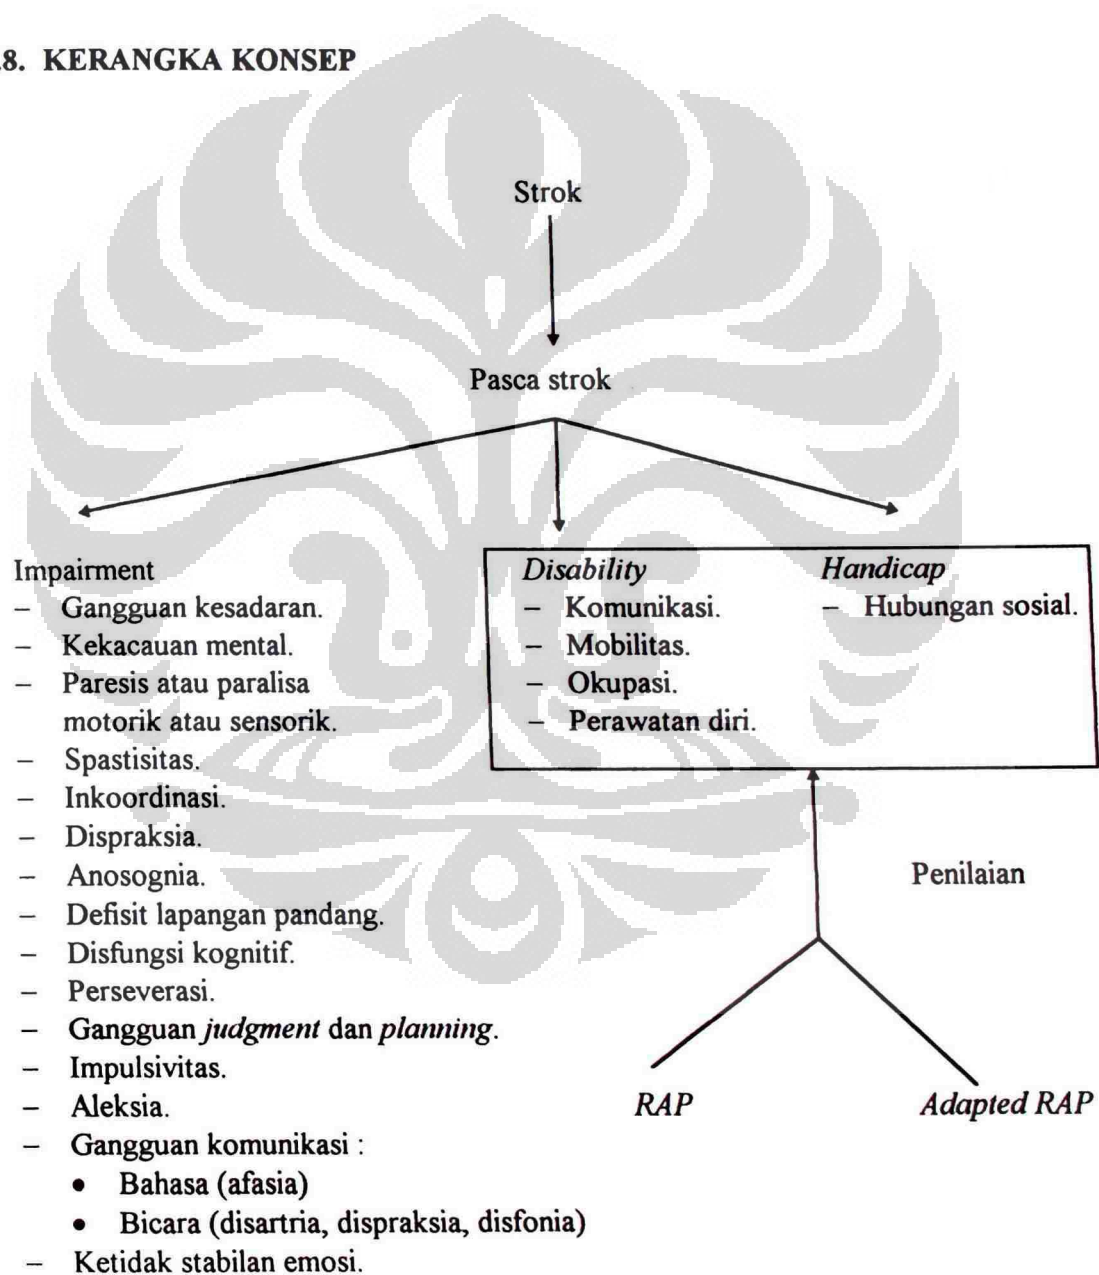 .8. KERANGKA KONSEP
Strok
Pasca strok
Impairment
– Gangguan kesadaran.
– Kekacauan mental.
– Paresis atau paralisa
motorik atau sensorik.
– Spastisitas.
– Inkoordinasi.
– Dispraksia.
– Anosognia.
– Defisit lapangan pandang.
– Disfungsi kognitif.
– Perseverasi.
– Gangguan judgment dan planning.
– Impulsivitas.
– Aleksia.
– Gangguan komunikasi :
• Bahasa (afasia)
• Bicara (disartria, dispraksia, disfonia)
– Ketidak stabilan emosi.
Disability
– Komunikasi.
– Mobilitas.
– Okupasi.
– Perawatan diri.
Handicap
– Hubungan sosial.
Penilaian
RAP
Adapted RAP